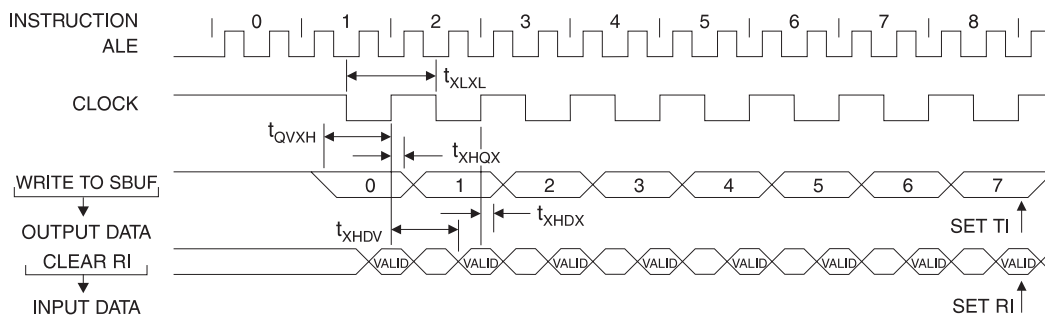 INSTRUCTION 0 1 2 3 4 5 6 7 8
ALE
tXLXL
CLOCK
tQVXH
tXHQX
WRITE TO SBUF 0 1 2 3 4 5 6 7
tXHDX
OUTPUT DATA SET TI
tXHDV
CLEAR RI VALID VALID VALID VALID VALID VALID VALID VALID
INPUT DATA SET RI